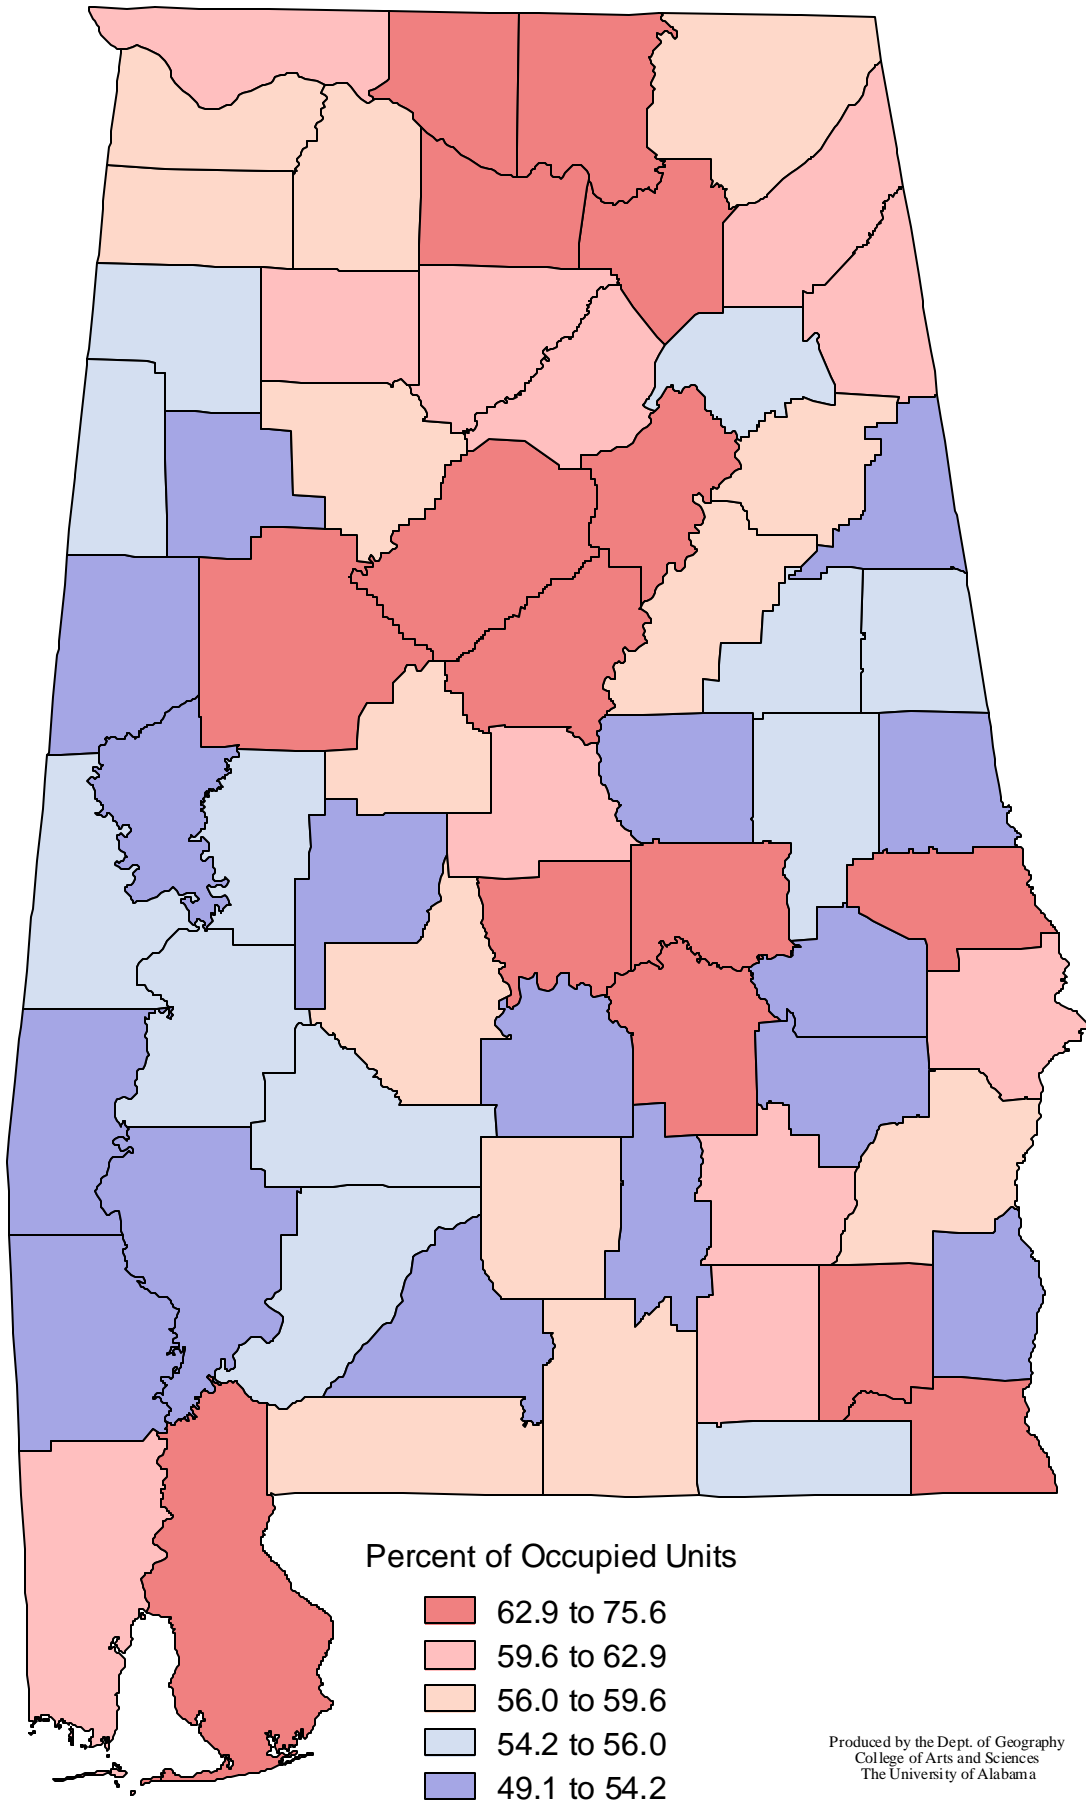 Percent of Occupied Units
62.9 to 75.6
59.6 to 62.9
56.0 to 59.6
54.2 to 56.0
49.1 to 54.2
Produced by the Dept. of Geography
College of Arts and Sciences
The University of Alabama